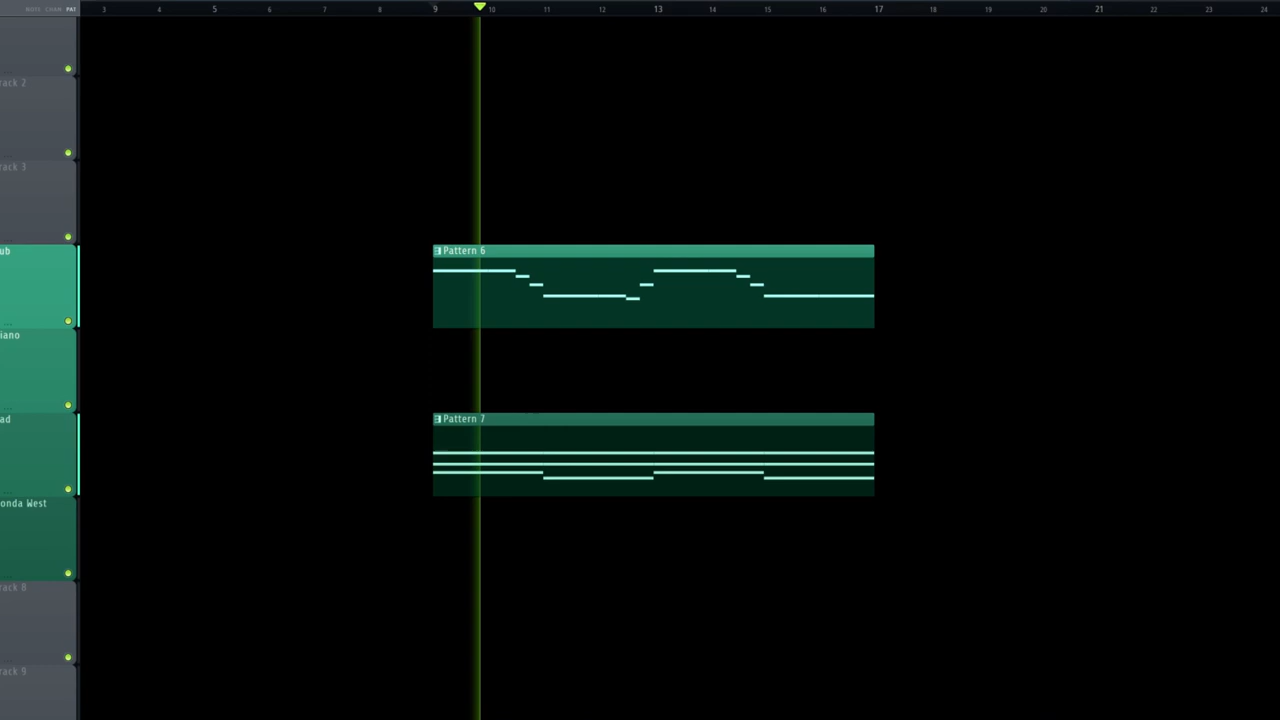 NOTE CHAN PAT
3 4 5 6 7 8 9 10 11 12 13 14 15 16 17 18 19 20 21 22 23 24
rack 2
rack 3
ub
Pattern 6
iano
ad
Pattern 7
onda West
rack 8
rack 9